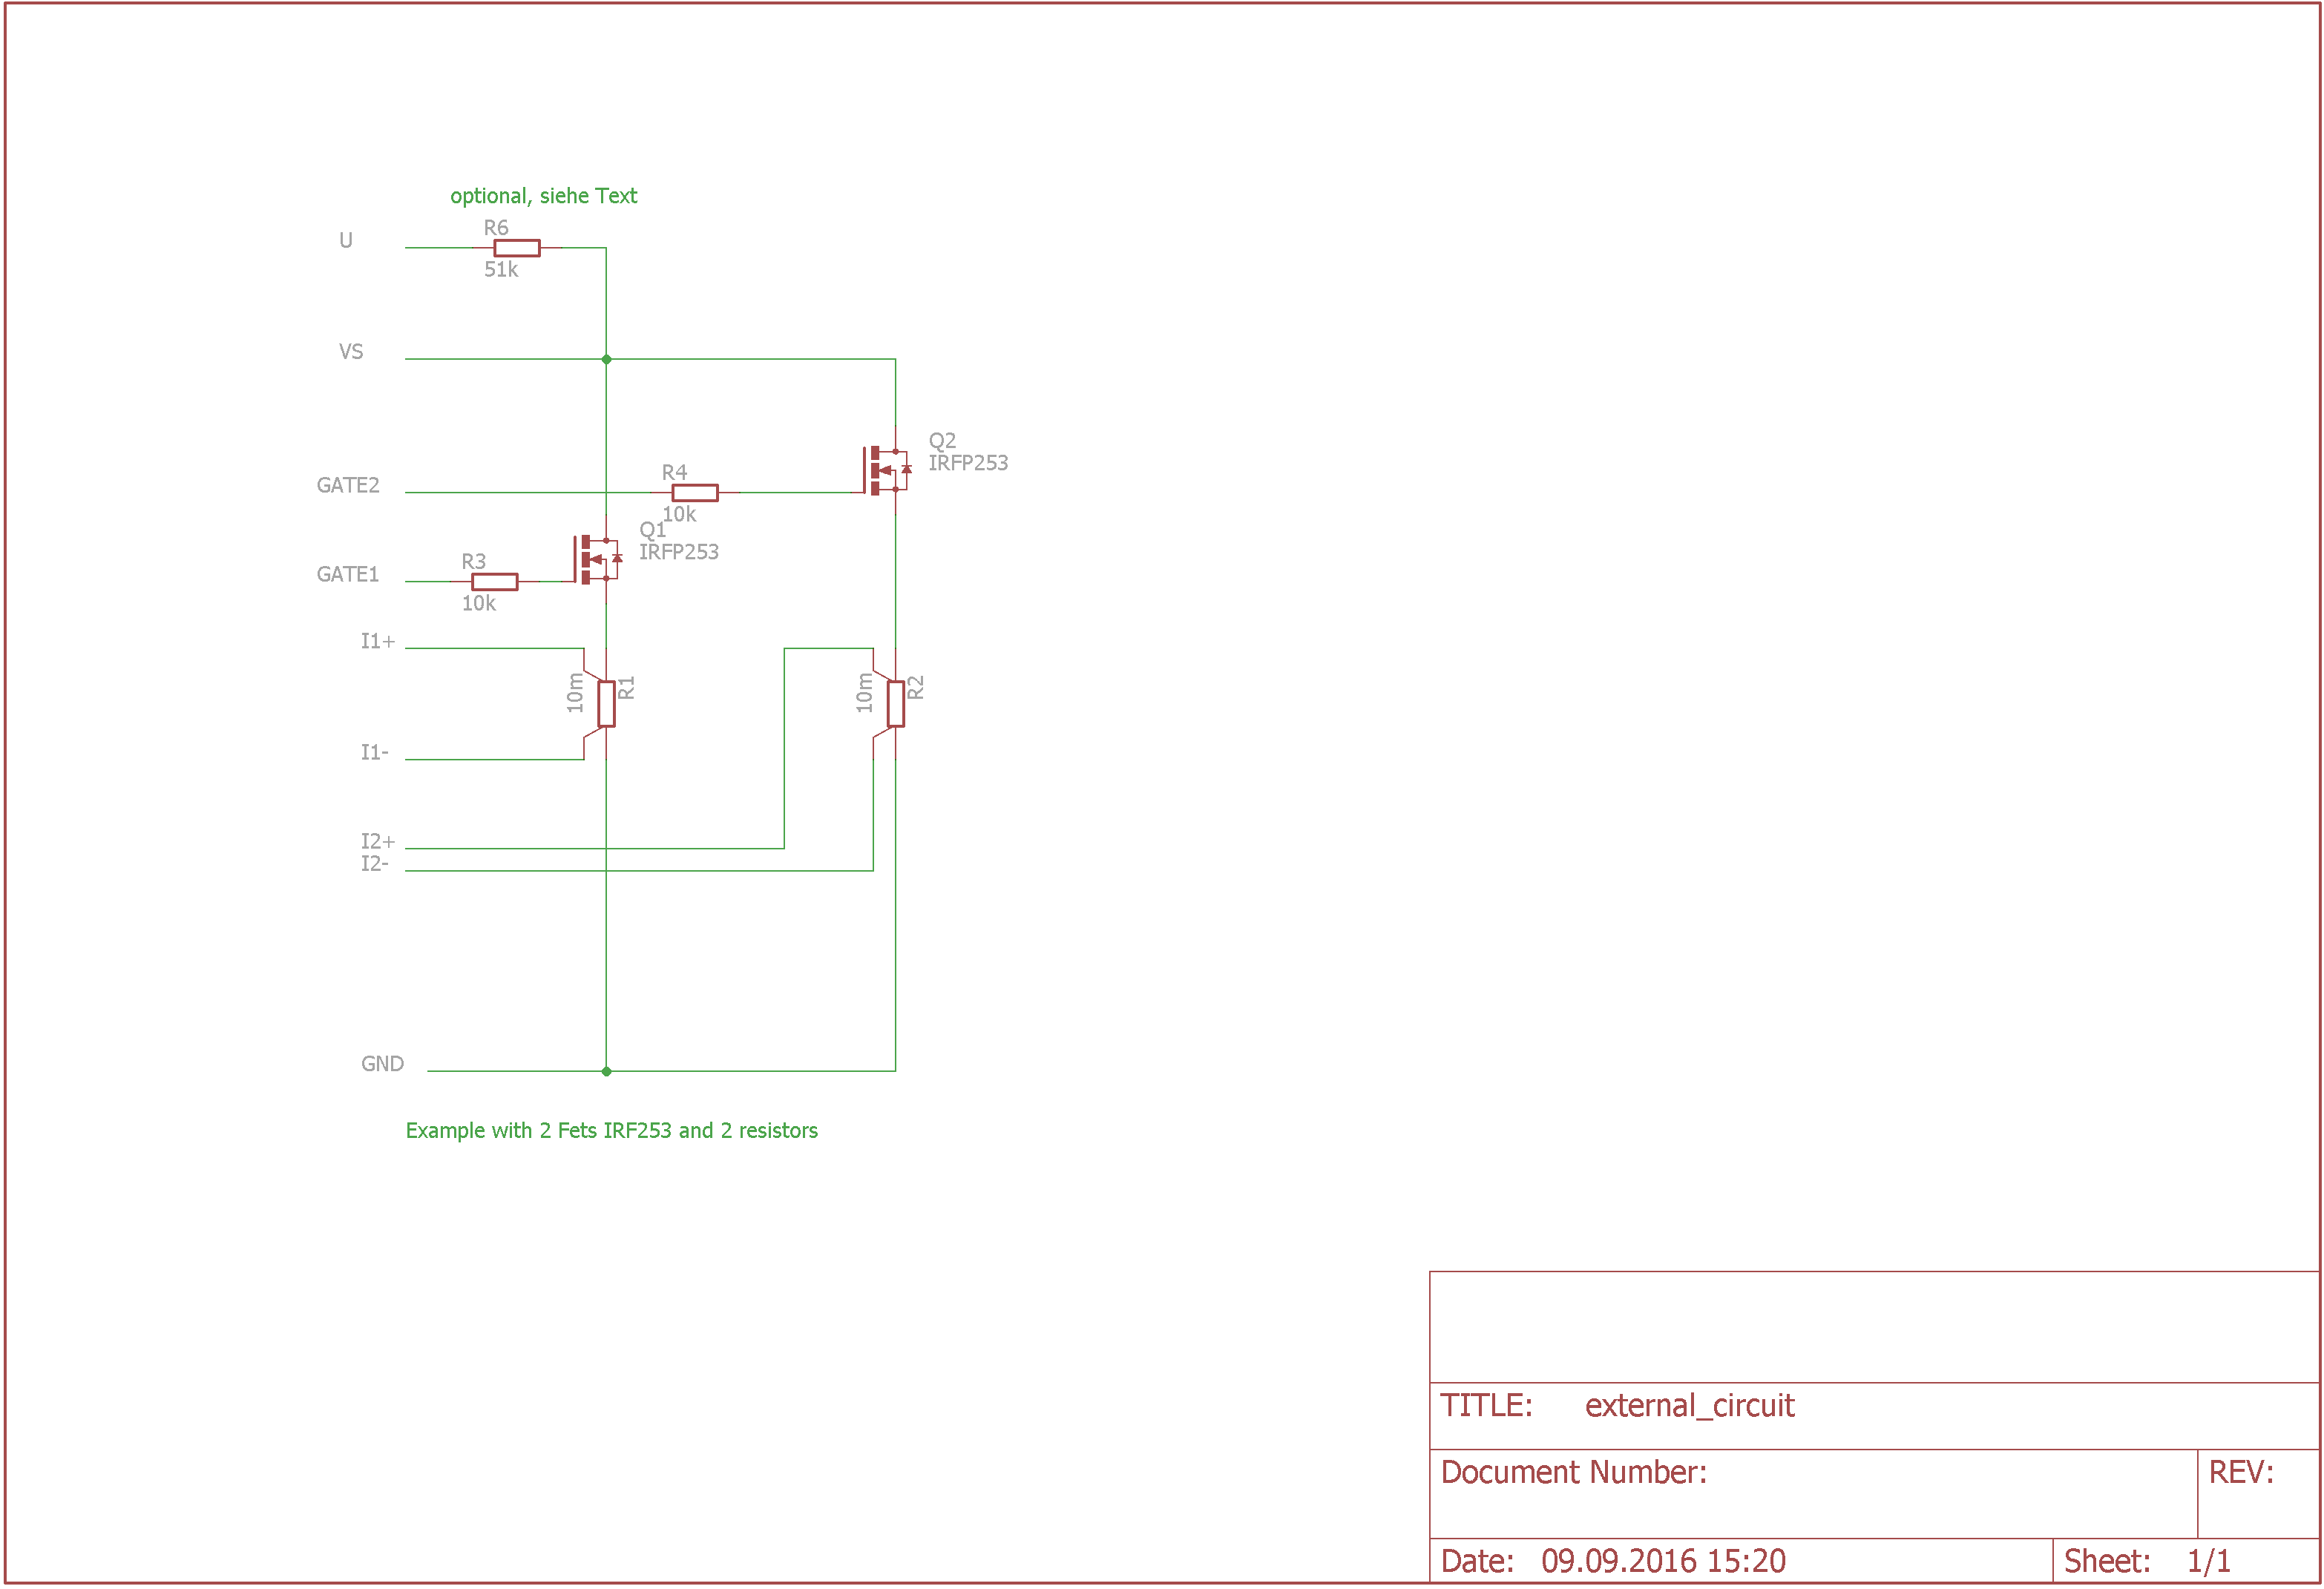 optional, siehe Text
R6
U
51k
VS
Q2
IRFP253
R4
GATE2
10k
Q1
IRFP253
R3
GATE1
10k
I1+
10m
R1
10m
R2
I1-
I2+
I2-
GND
Example with 2 Fets IRF253 and 2 resistors
TITLE: external_circuit
Document Number:
REV:
Date: 09.09.2016 15:20
Sheet: 1/1